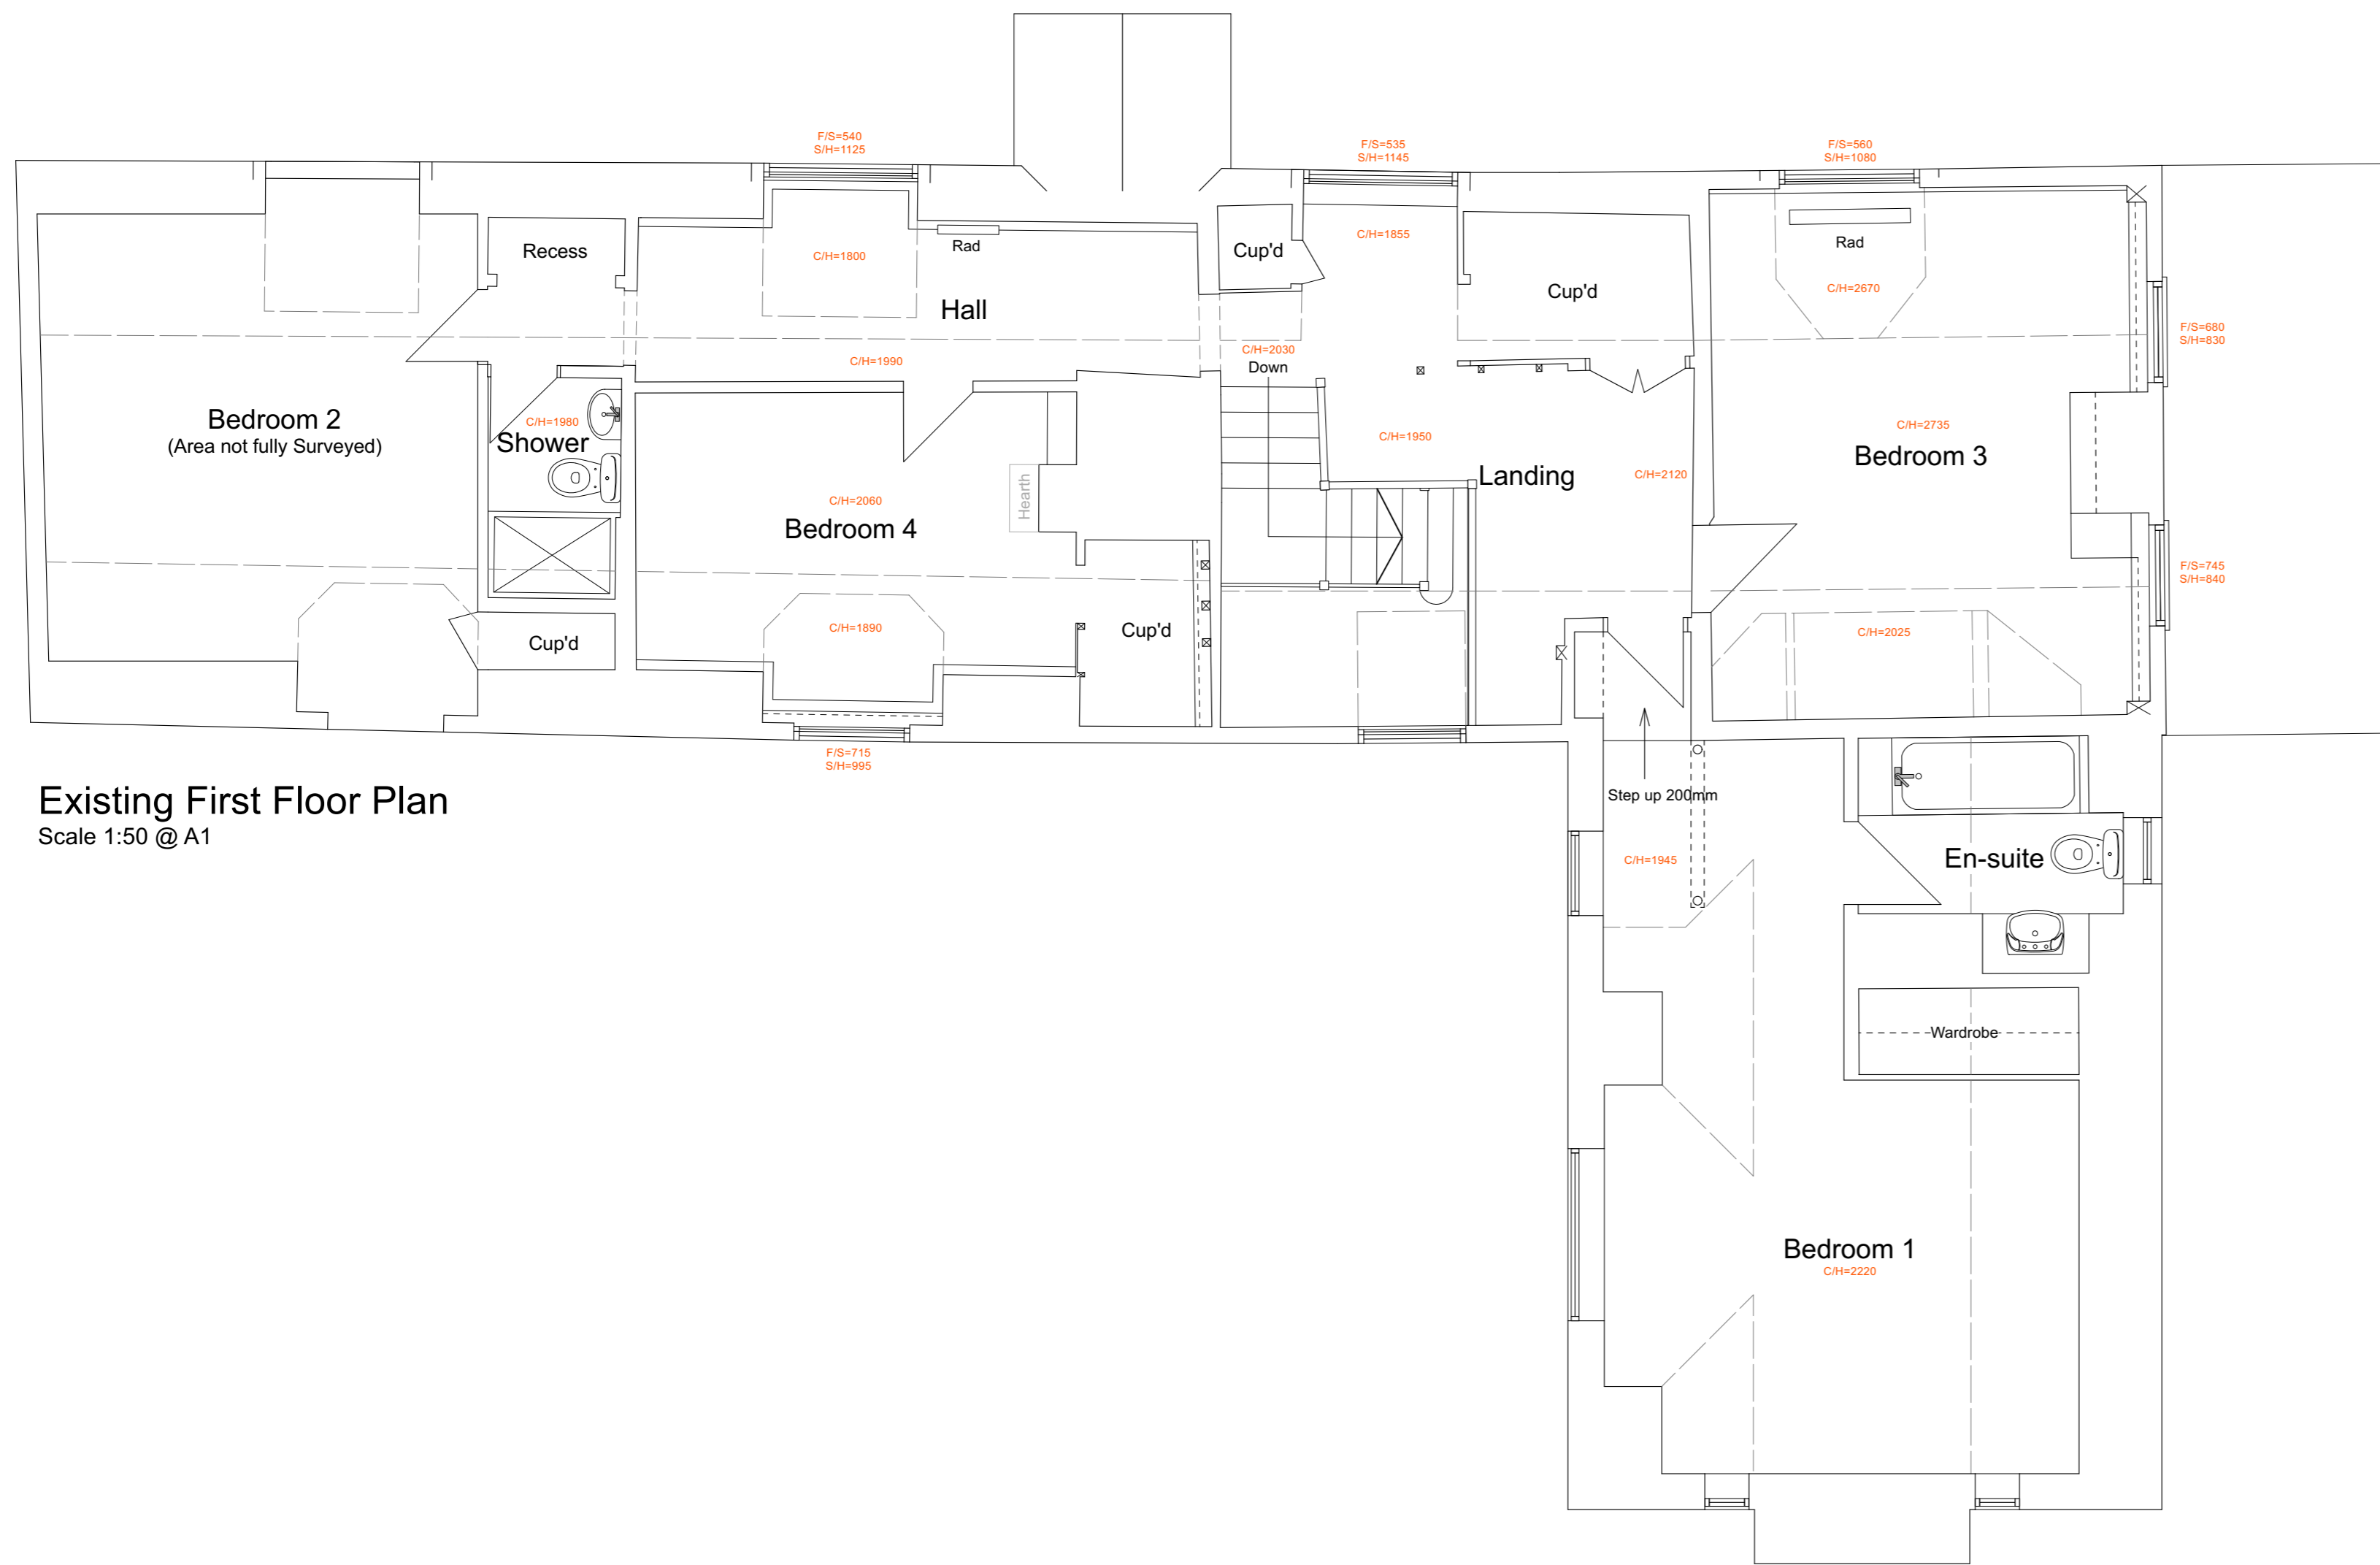 F/S=540
S/H=1125
F/S=535
S/H=1145
F/S=560
S/H=1080
Recess
C/H=1800
Rad
Hall
C/H=1990
Cup'd
C/H=1855
Cup'd
Rad
C/H=2670
F/S=680
S/H=830
C/H=2030
Down
Bedroom 2
(Area not fully Surveyed)
C/H=1980
Shower
C/H=1950
Landing
C/H=2120
C/H=2735
Bedroom 3
C/H=2060
Bedroom 4
Hearth
F/S=745
S/H=840
Cup'd
C/H=1890
Cup'd
C/H=2025
F/S=715
S/H=995
Existing First Floor Plan
Scale 1:50 @ A1
Step up 200mm
C/H=1945
En-suite
Wardrobe
Bedroom 1
C/H=2220